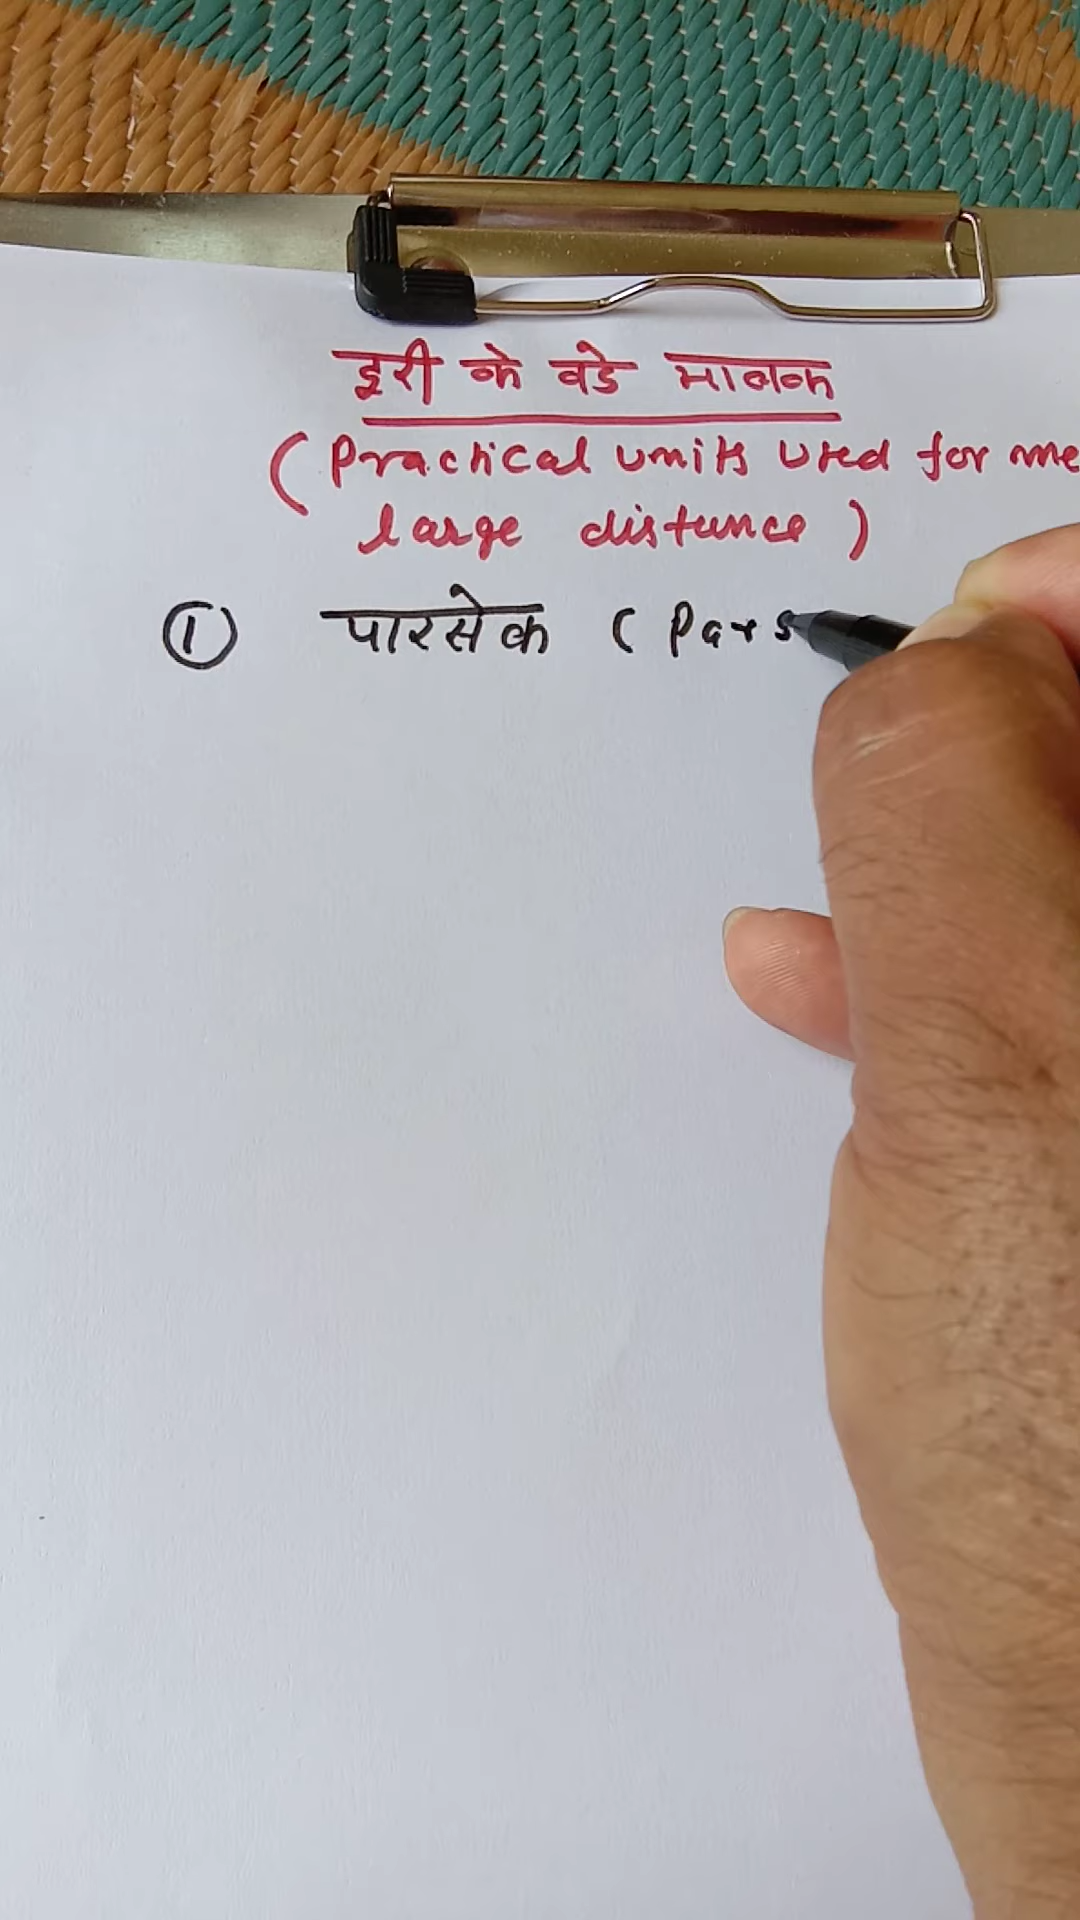 दूरी के बडे मात्रक
(Practical units used for me
large distance)
① पारसेक (Pars